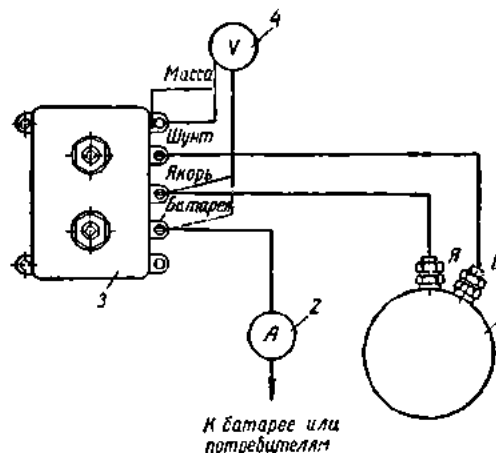 4
V
Масса
Шунт
Якорь
Батарея
3
2
Я
A
К батарее или
потребителям